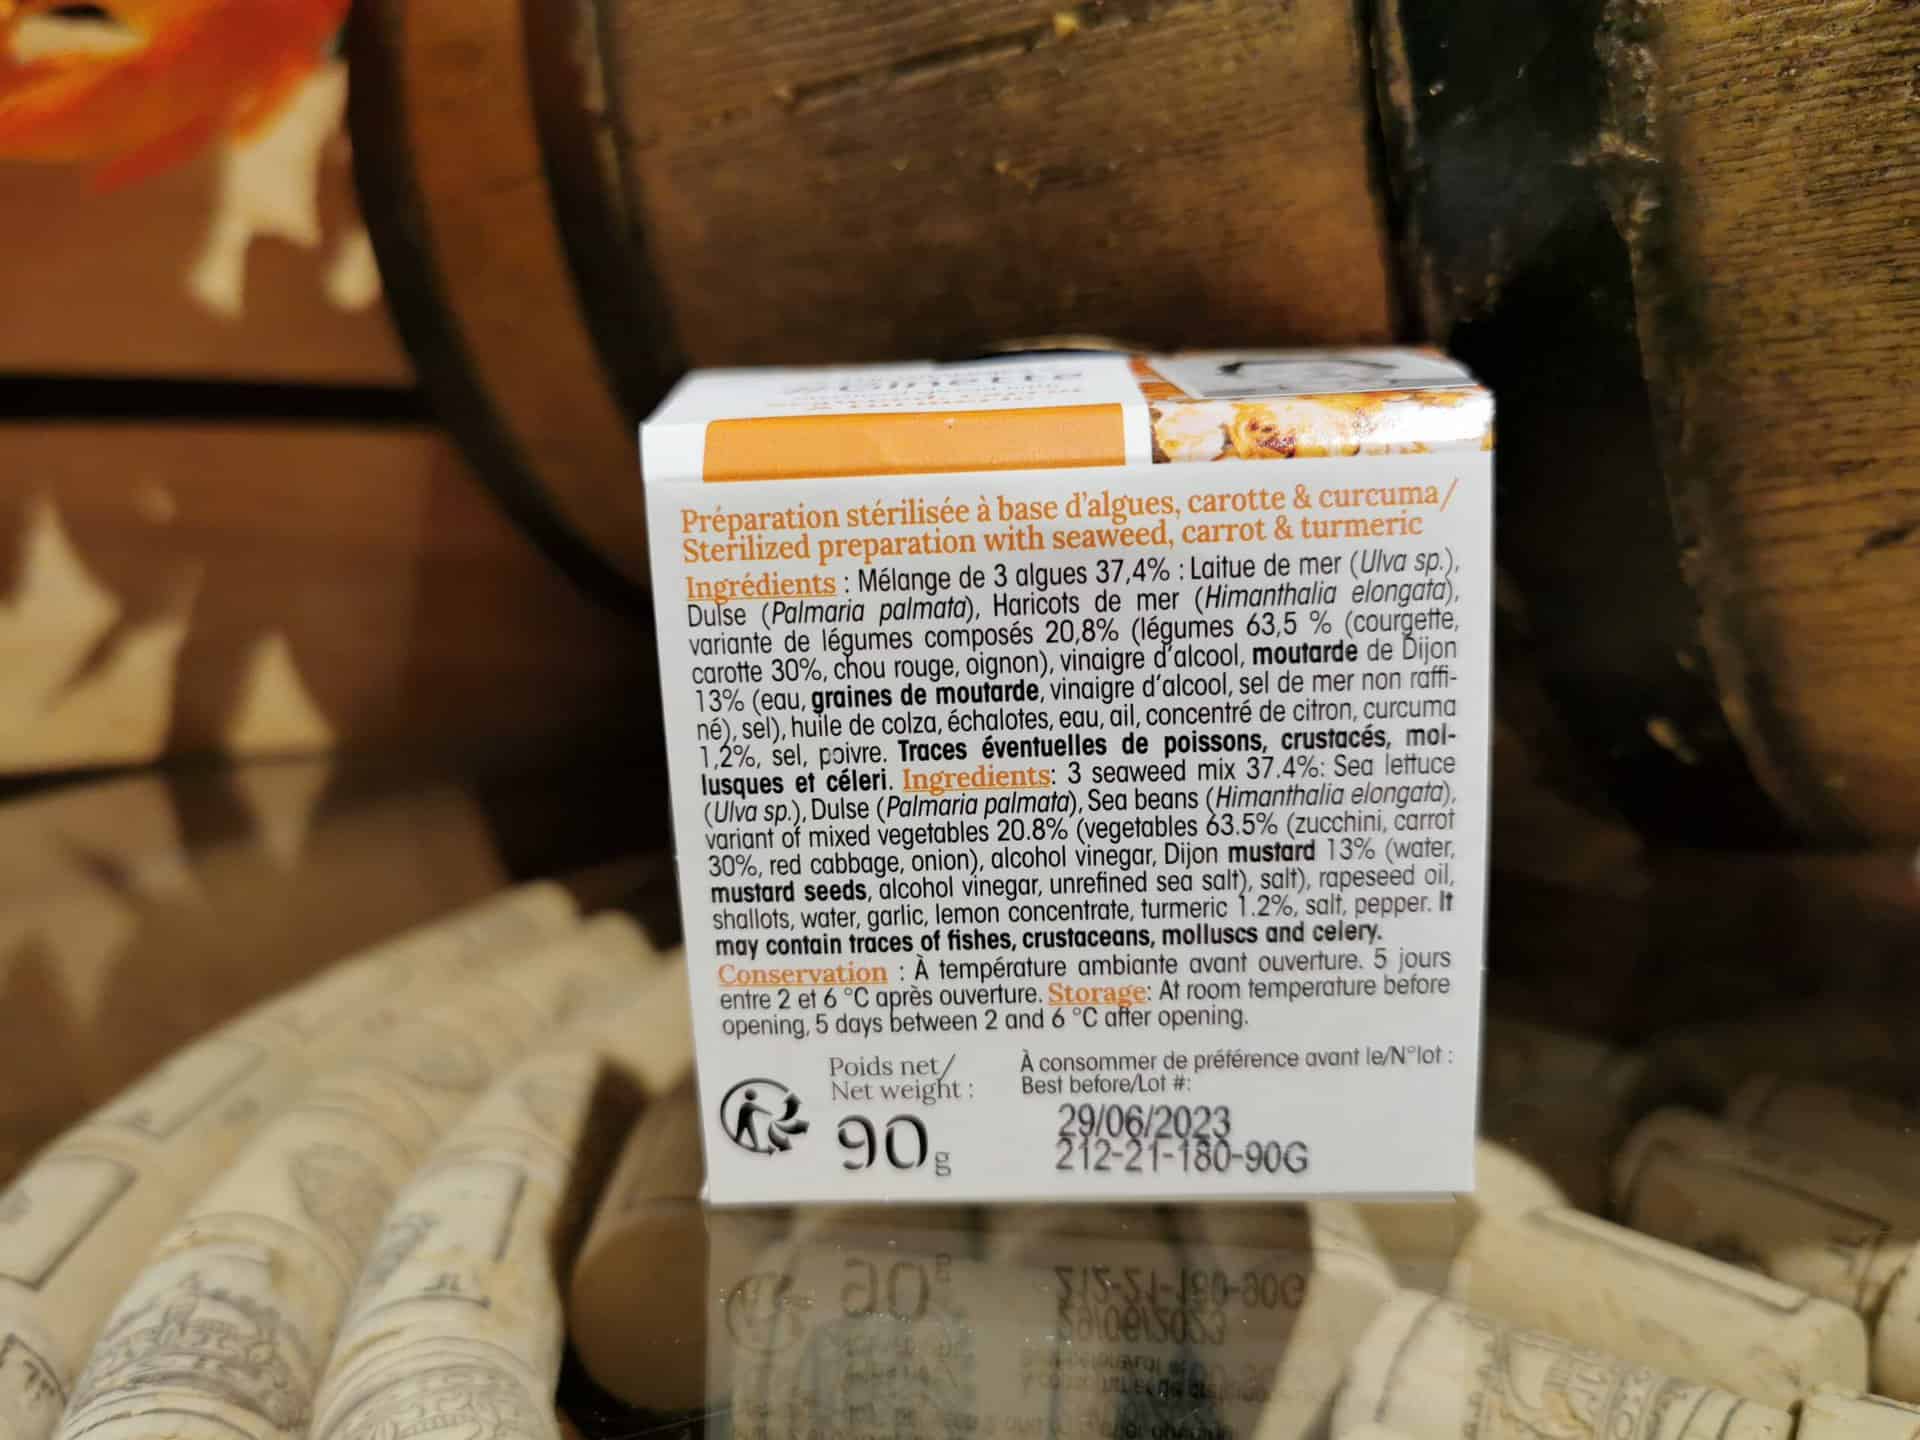 Préparation stérilisée à base d'algues, carotte & curcuma/
Sterilized preparation with seaweed, carrot & turmeric
Ingrédients : Mélange de 3 algues 37,4% : Laitue de mer (Ulva sp.),
Dulse (Palmaria palmata), Haricots de mer (Himanthalia elongata),
variante de légumes composés 20,8% (légumes 63,5 % (courgette,
carotte 30%, chou rouge, oignon), vinaigre d'alcool, moutarde de Dijon
13% (eau, graines de moutarde, vinaigre d'alcool, sel de mer non raffi-
né), sel), huile de colza, échalotes, eau, ail, concentré de citron, curcuma
1,2%, sel, poivre. Traces éventuelles de poissons, crustacés, mol-
lusques et céleri. Ingredients: 3 seaweed mix 37.4%: Sea lettuce
(Ulva sp.), Dulse (Palmaria palmata), Sea beans (Himanthalia elongata),
variant of mixed vegetables 20.8% (vegetables 63.5% (zucchini, carrot
30%, red cabbage, onion), alcohol vinegar, Dijon mustard 13% (water,
mustard seeds, alcohol vinegar, unrefined sea salt), salt), rapeseed oil,
shallots, water, garlic, lemon concentrate, turmeric 1.2%, salt, pepper. It
may contain traces of fishes, crustaceans, molluscs and celery.
Conservation : À température ambiante avant ouverture. 5 jours
entre 2 et 6 °C après ouverture. Storage: At room temperature before
opening, 5 days between 2 and 6 °C after opening.
Poids net/
Net weight :
90g
À consommer de préférence avant le/N°lot :
Best before/Lot #:
29/06/2023
212-21-180-90G